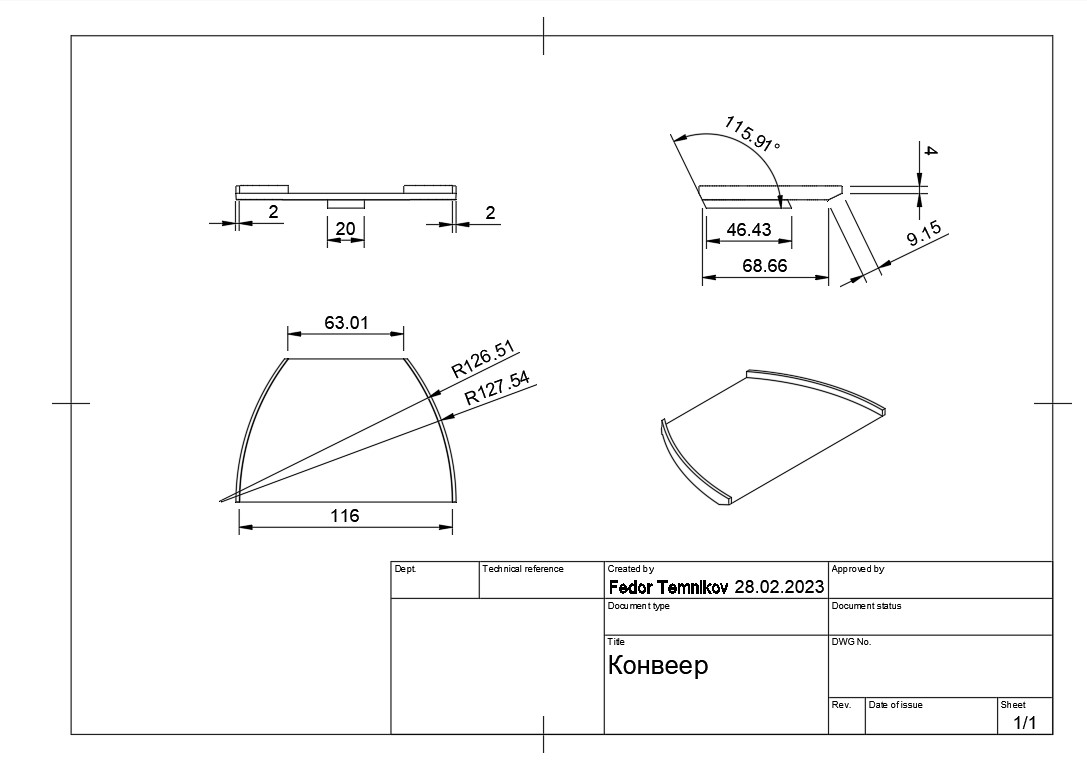 115.91°
4
2
20
2
46.43
68.66
9.15
63.01
R126.51
R127.54
116
Dept.
Technical reference
Created by
Approved by
Fedor Temnikov 28.02.2023
Document type
Document status
Title
DWG No.
Конвеер
Rev.
Date of issue
Sheet
1/1